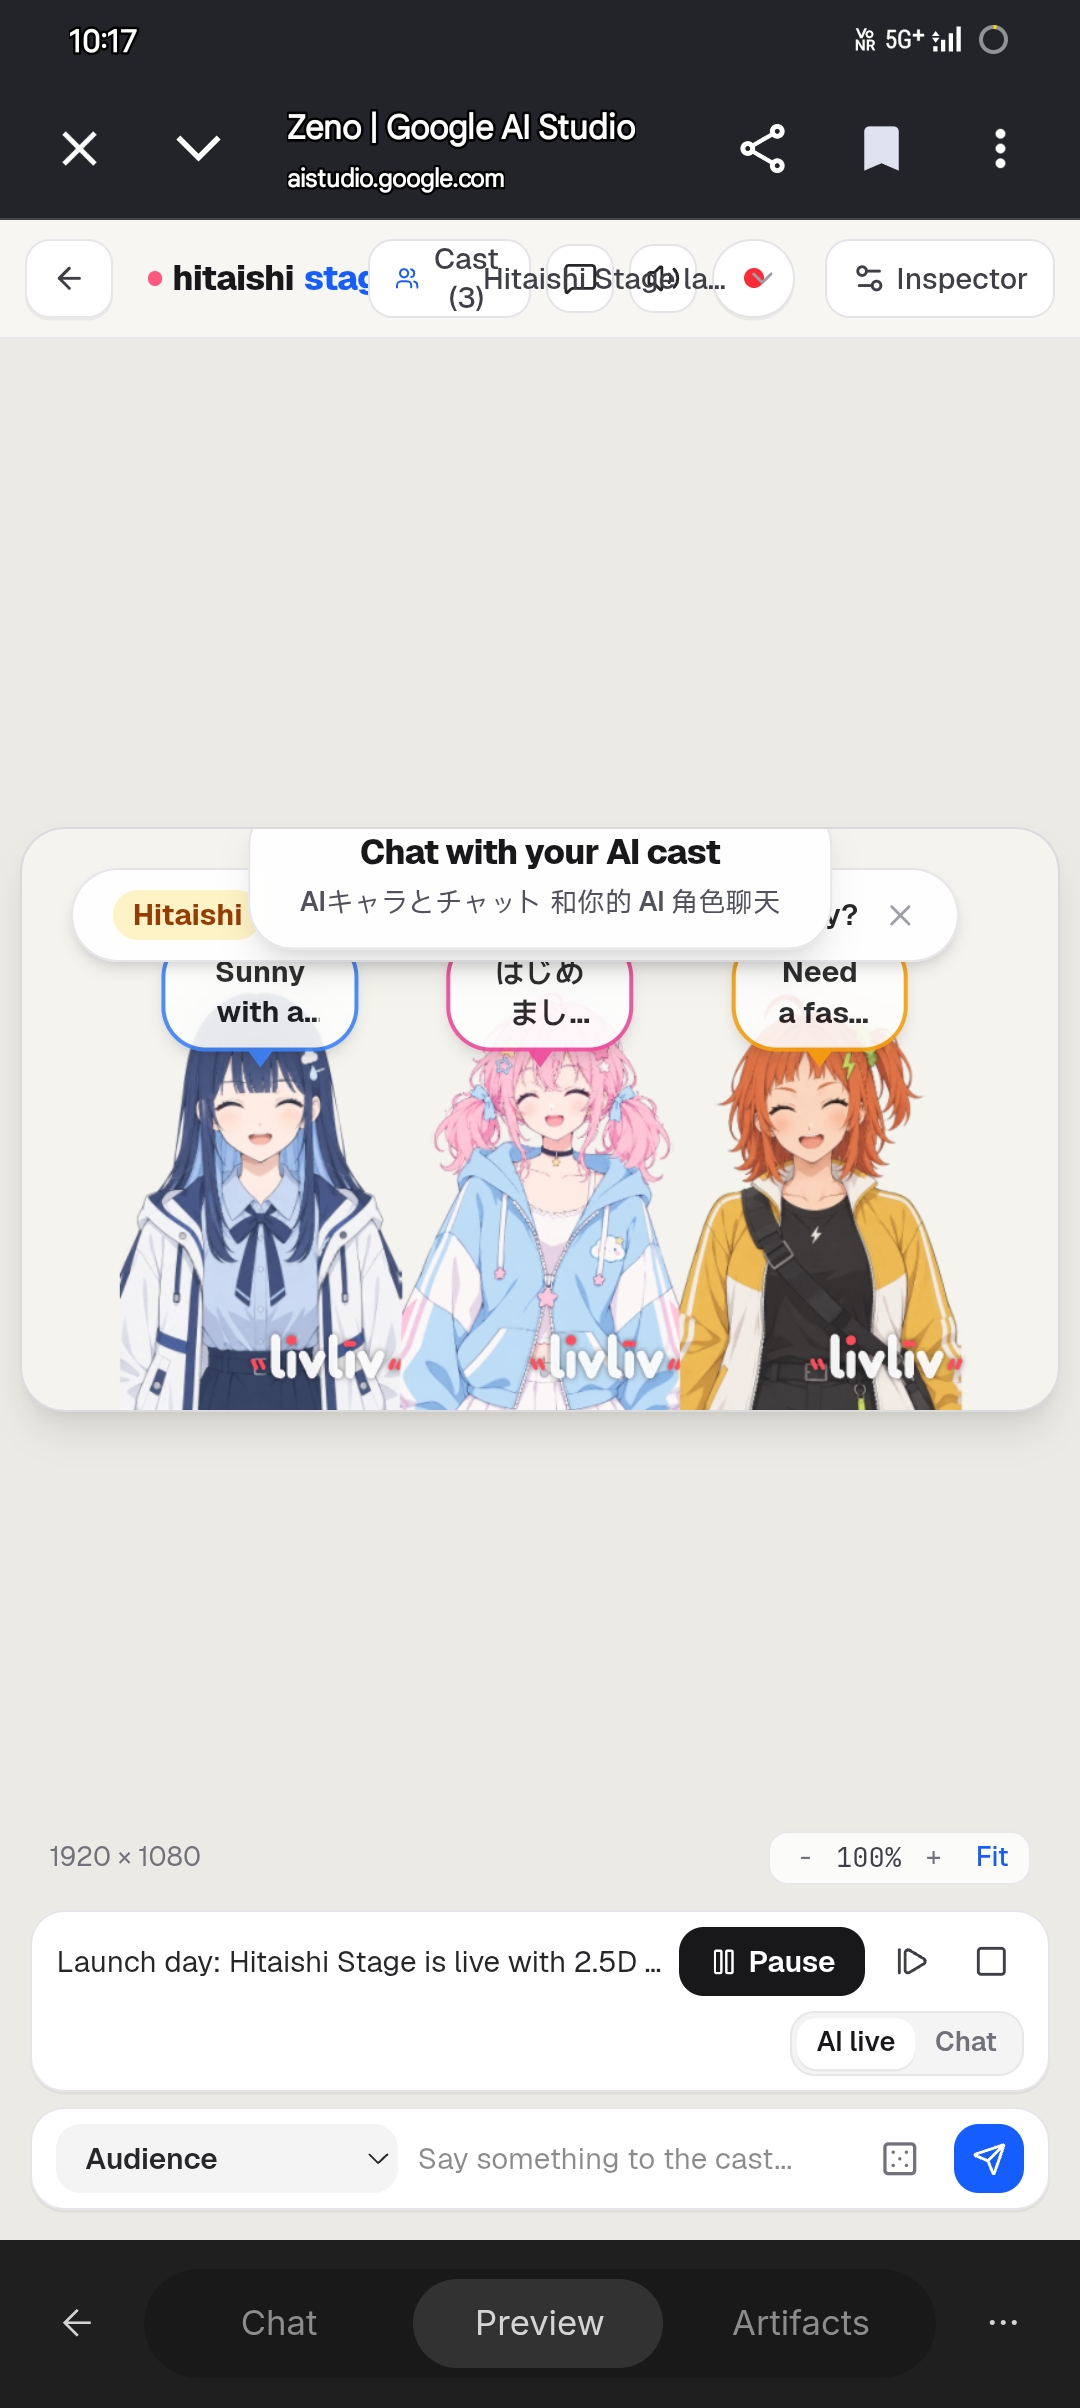 10:17
Vo NR 5G+
Zeno | Google AI Studio
aistudio.google.com
hitaishi stag
Cast
(3)
Hitaishi Stage la...
Inspector
Chat with your AI cast
AIキャラとチャット 和你的 AI 角色聊天
Hitaishi
y?
Sunny
with a...
はじめ
まし...
Need
a fas...
livliv
livliv
livliv
1920 × 1080
- 100% + Fit
Launch day: Hitaishi Stage is live with 2.5D ...
Pause
AI live
Chat
Audience
Say something to the cast...
Chat
Preview
Artifacts